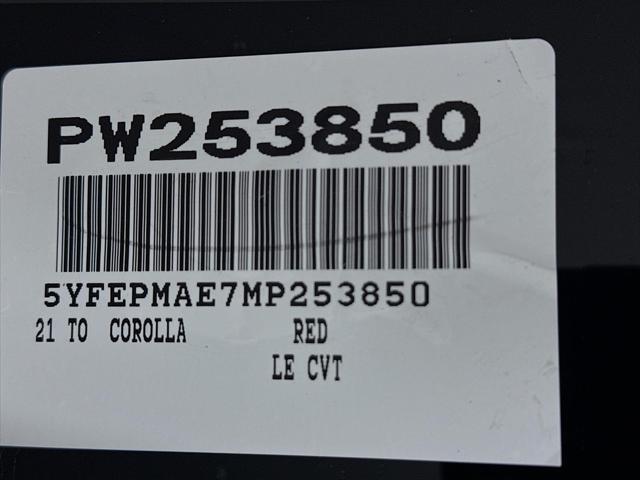 PW253850
5YFEPMAE7MP253850
21 TO COROLLA RED
LE CVT